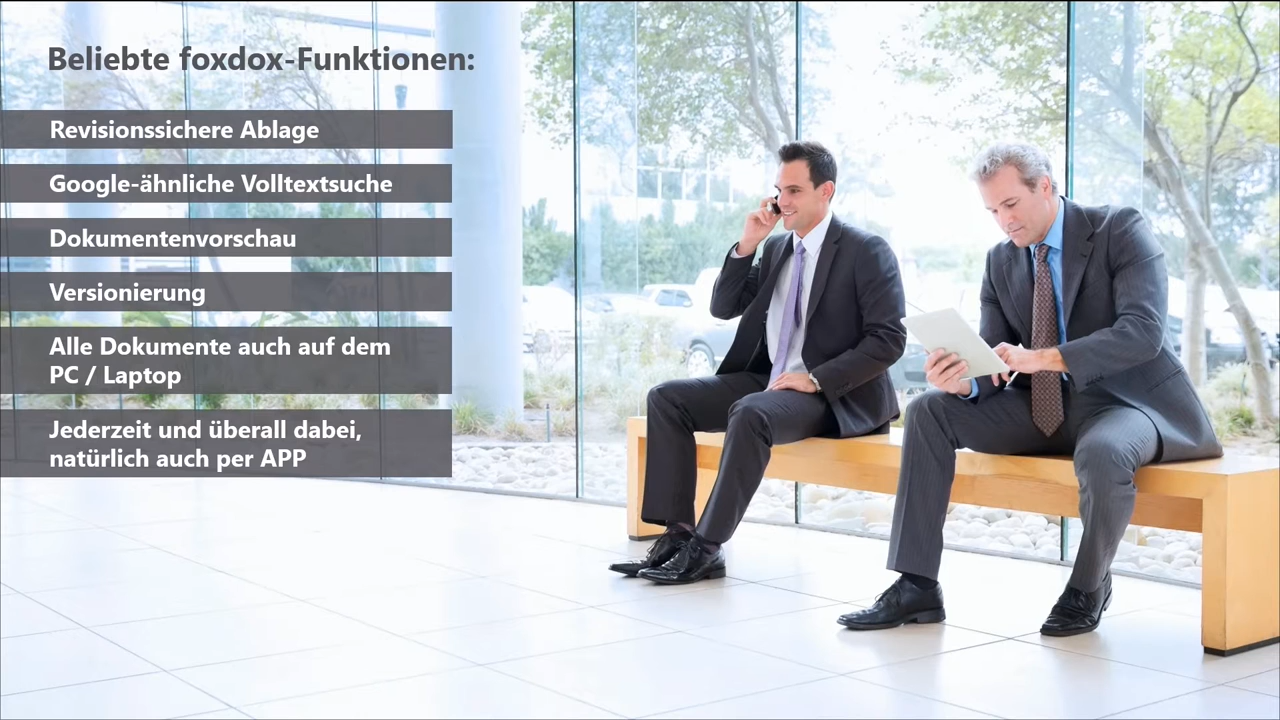 Beliebte foxdox-Funktionen:
Revisionssichere Ablage
Google-ähnliche Volltextsuche
Dokumentenvorschau
Versionierung
Alle Dokumente auch auf dem
PC / Laptop
Jederzeit und überall dabei,
natürlich auch per APP